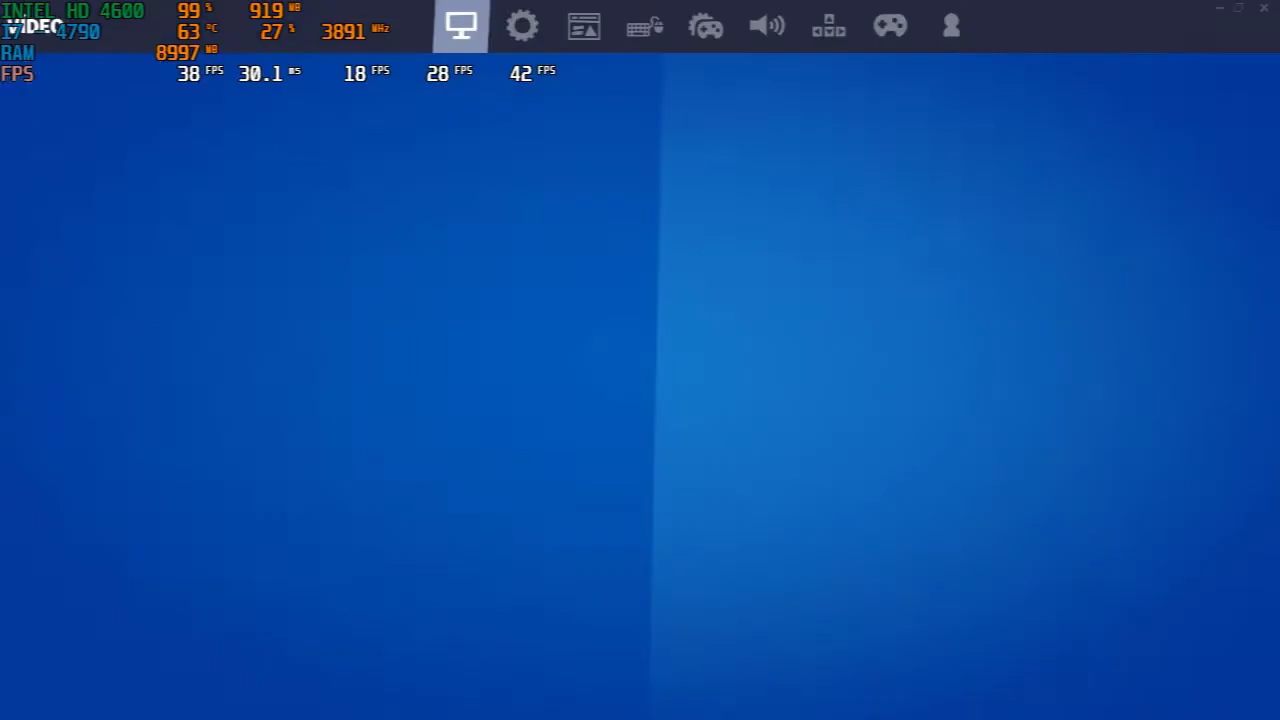 INTEL HD 4600 99 % 919 MB
VIDEO
I7 - 4790 63 °C 27 % 3891 MHz
RAM 8997 MB
FPS 38 FPS 30.1 ms 18 FPS 28 FPS 42 FPS